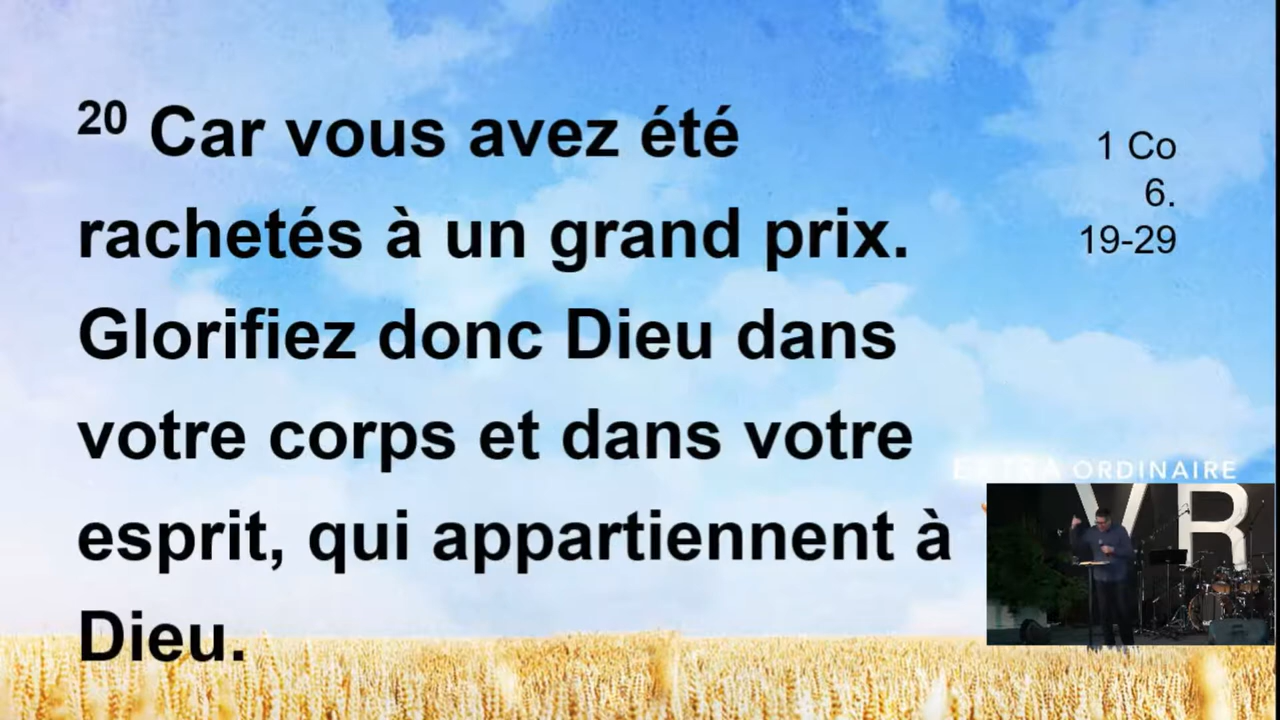 20 Car vous avez été
rachetés à un grand prix.
Glorifiez donc Dieu dans
votre corps et dans votre
esprit, qui appartiennent à
Dieu.
1 Co
6.
19-29
EXTRA ORDINAIRE
VR